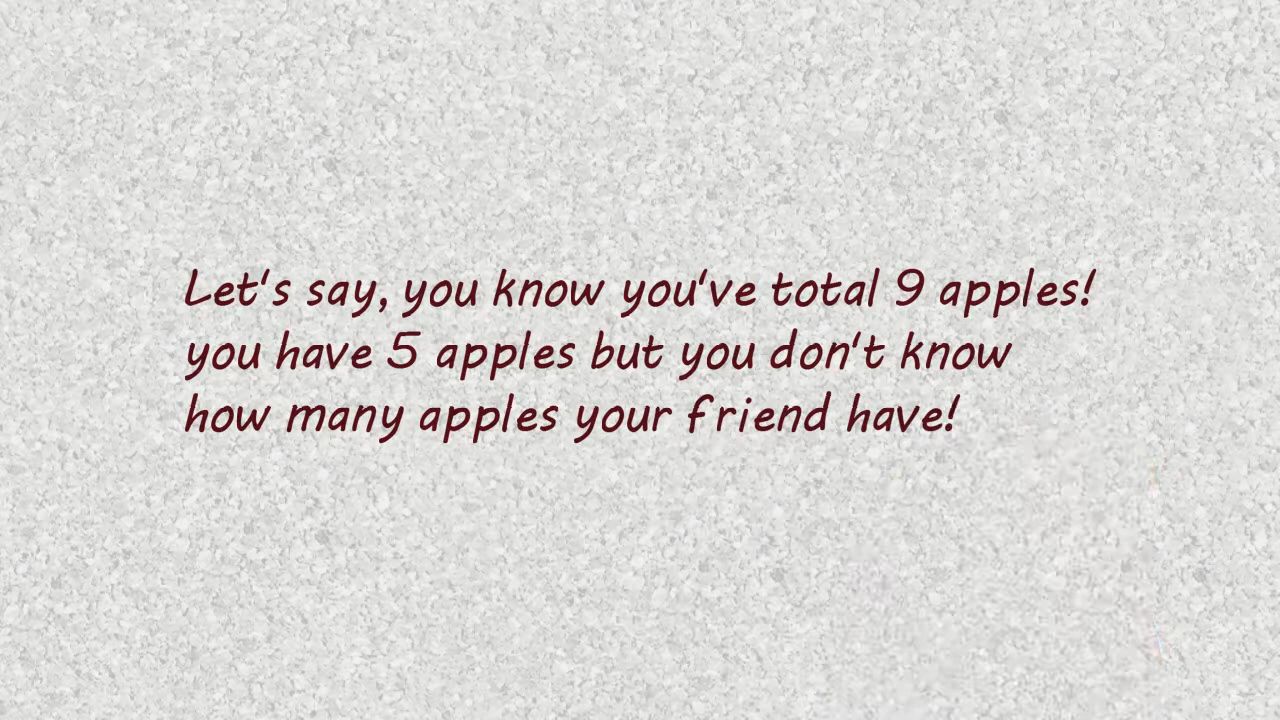 Let's say, you know you've total 9 apples!
you have 5 apples but you don't know
how many apples your friend have!